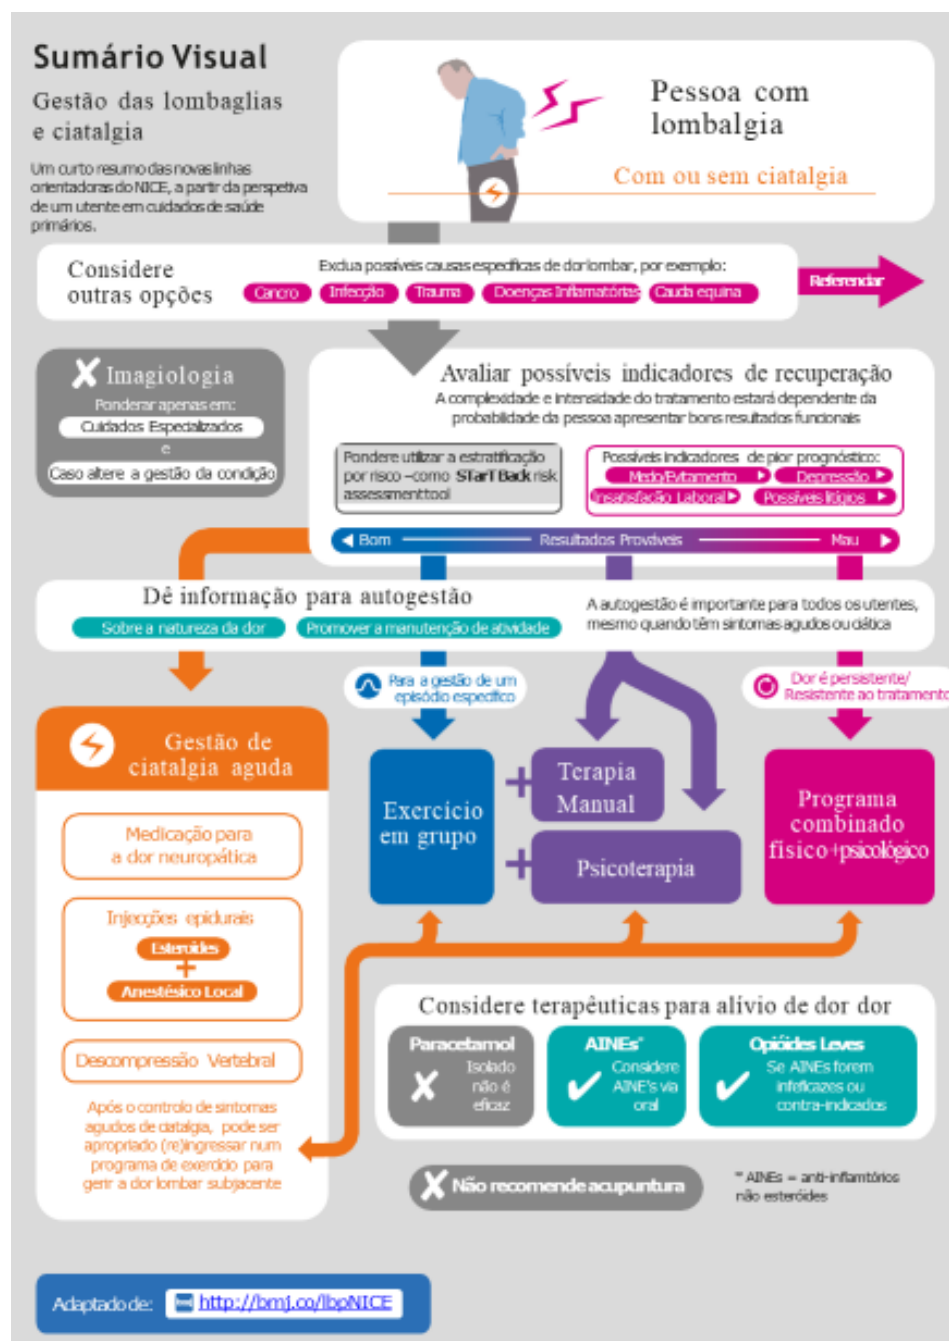 Sumário Visual
Gestão das lombaglias
e ciatalgia
Um curto resumo das novas linhas
orientadoras do NICE, a partir da perspetiva
de um utente em cuidados de saúde
primários.
Pessoa com
lombalgia
Com ou sem ciatalgia
Considere
outras opções
Exclua possíveis causas especificas de dor lombar, por exemplo:
Cancro
Infecção
Trauma
Doenças Inflamatórias
Cauda equina
Referendar
Imagiologia
Ponderar apenas em:
Cuidados Especializados
e
Caso altere a gestão da condição
Avaliar possíveis indicadores de recuperação
A complexidade e intensidade do tratamento estará dependente da
probabilidade da pessoa apresentar bons resultados funcionais
Pondere utilizar a estratificação
por risco –como STarT Back risk
assessment tool
Possíveis indicadores de pior prognóstico:
Medo/Evitamento
Depressão
Insatisfação Laboral
Possíveis litígios
Bom
Resultados Prováveis
Mau
Dê informação para autogestão
Sobre a natureza da dor
Promover a manutenção de atividade
A autogestão é importante para todos os utentes,
mesmo quando têm sintomas agudos ou ciática
Para a gestão de um
episódio específico
Dor é persistente/
Resistente ao tratamento
Gestão de
ciatalgia aguda
Medicação para
a dor neuropática
Injecções epidurais
Esteroides
+
Anestésico Local
Descompressão Vertebral
Após o controlo de sintomas
agudos de ciatalgia, pode ser
apropriado (re)ingressar num
programa de exercício para
gerir a dor lombar subjacente
Exercício
em grupo
+
Terapia
Manual
+
Psicoterapia
Programa
combinado
físico+psicológico
Considere terapêuticas para alívio de dor dor
Paracetamol
Isolado
não é
eficaz
AINEs*
Considere
AINE's via
oral
Opióides Leves
Se AINEs forem
infeficazes ou
contra-indicados
Não recomende acupuntura
* AINEs = anti-inflamtórios
não esteróides
Adaptado de:
http://bmj.co/lbpNICE